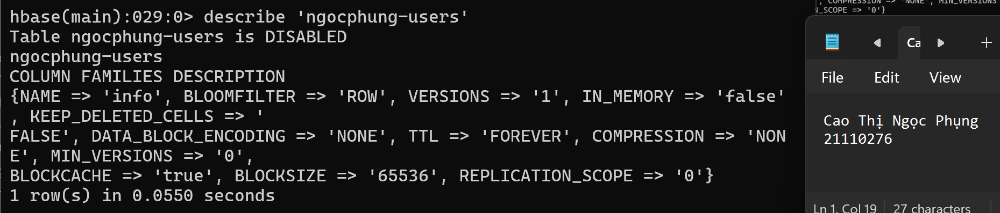 hbase(main):029:0> describe 'ngocphung-users'
Table ngocphung-users is DISABLED
ngocphung-users
COLUMN FAMILIES DESCRIPTION
{NAME => 'info', BLOOMFILTER => 'ROW', VERSIONS => '1', IN_MEMORY => 'false'
, KEEP_DELETED_CELLS => '
FALSE', DATA_BLOCK_ENCODING => 'NONE', TTL => 'FOREVER', COMPRESSION => 'NON
E', MIN_VERSIONS => '0',
BLOCKCACHE => 'true', BLOCKSIZE => '65536', REPLICATION_SCOPE => '0'}
1 row(s) in 0.0550 seconds
, COMPRESSION => 'NONE', MIN_VERSIONS
N_SCOPE => '0'}
Ca
File Edit View
Cao Thị Ngọc Phụng
21110276
Ln 1, Col 19 27 characters